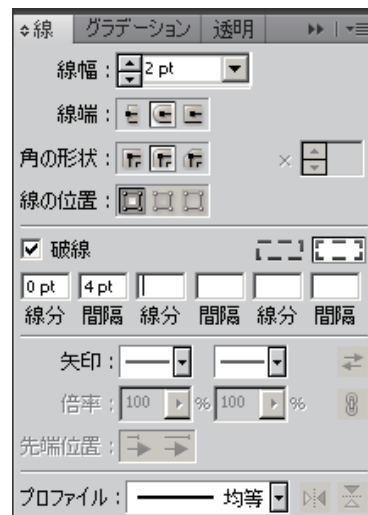 線 グラデーション 透明
線幅: 2 pt
線端:
角の形状: ×
線の位置:
破線
0 pt 4 pt
線分 間隔 線分 間隔 線分 間隔
矢印:
倍率: 100 % 100 %
先端位置:
プロファイル: 均等